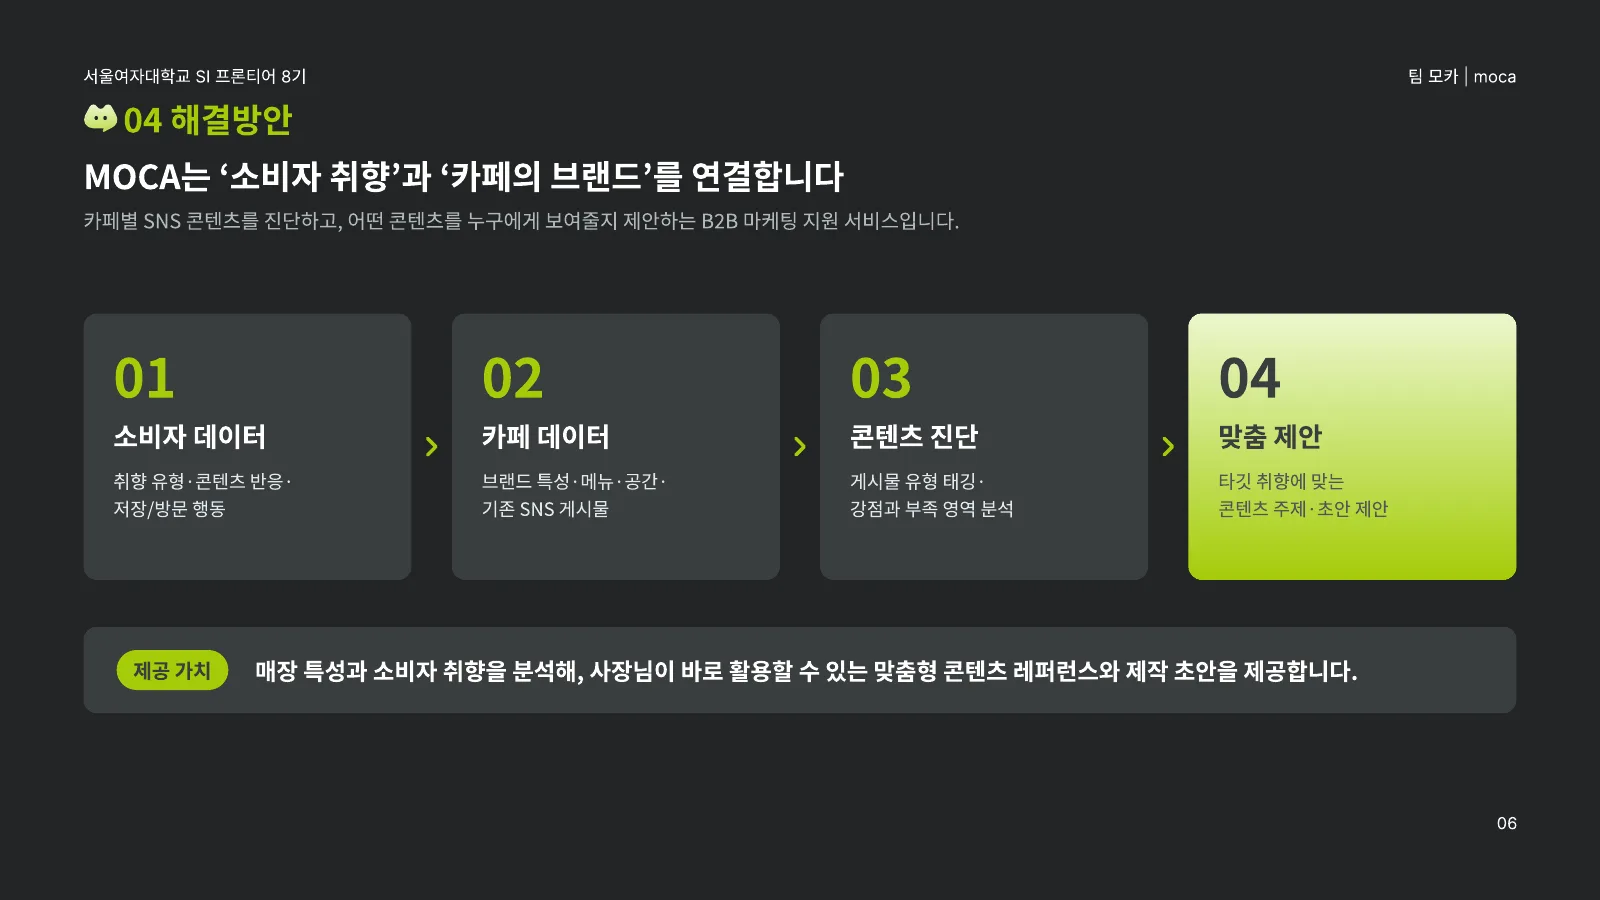 서울여자대학교 SI 프론티어 8기
팀 모카 | moca
04 해결방안
MOCA는 ‘소비자 취향’과 ‘카페의 브랜드’를 연결합니다
카페별 SNS 콘텐츠를 진단하고, 어떤 콘텐츠를 누구에게 보여줄지 제안하는 B2B 마케팅 지원 서비스입니다.
01
소비자 데이터
취향 유형·콘텐츠 반응·
저장/방문 행동
02
카페 데이터
브랜드 특성·메뉴·공간·
기존 SNS 게시물
03
콘텐츠 진단
게시물 유형 태깅·
강점과 부족 영역 분석
04
맞춤 제안
타깃 취향에 맞는
콘텐츠 주제·초안 제안
제공 가치
매장 특성과 소비자 취향을 분석해, 사장님이 바로 활용할 수 있는 맞춤형 콘텐츠 레퍼런스와 제작 초안을 제공합니다.
06